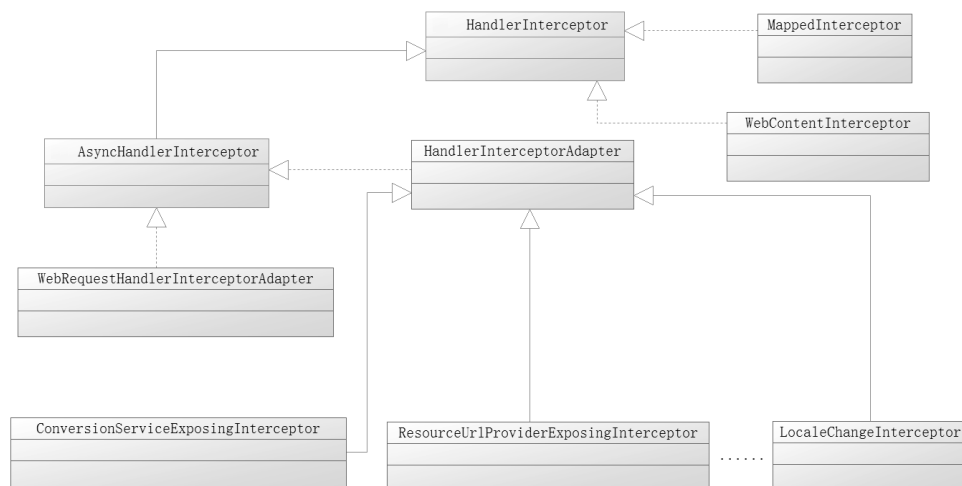 HandlerInterceptor
MappedInterceptor
WebContentInterceptor
AsyncHandlerInterceptor
HandlerInterceptorAdapter
WebRequestHandlerInterceptorAdapter
ConversionServiceExposingInterceptor
ResourceUrlProviderExposingInterceptor
......
LocaleChangeInterceptor